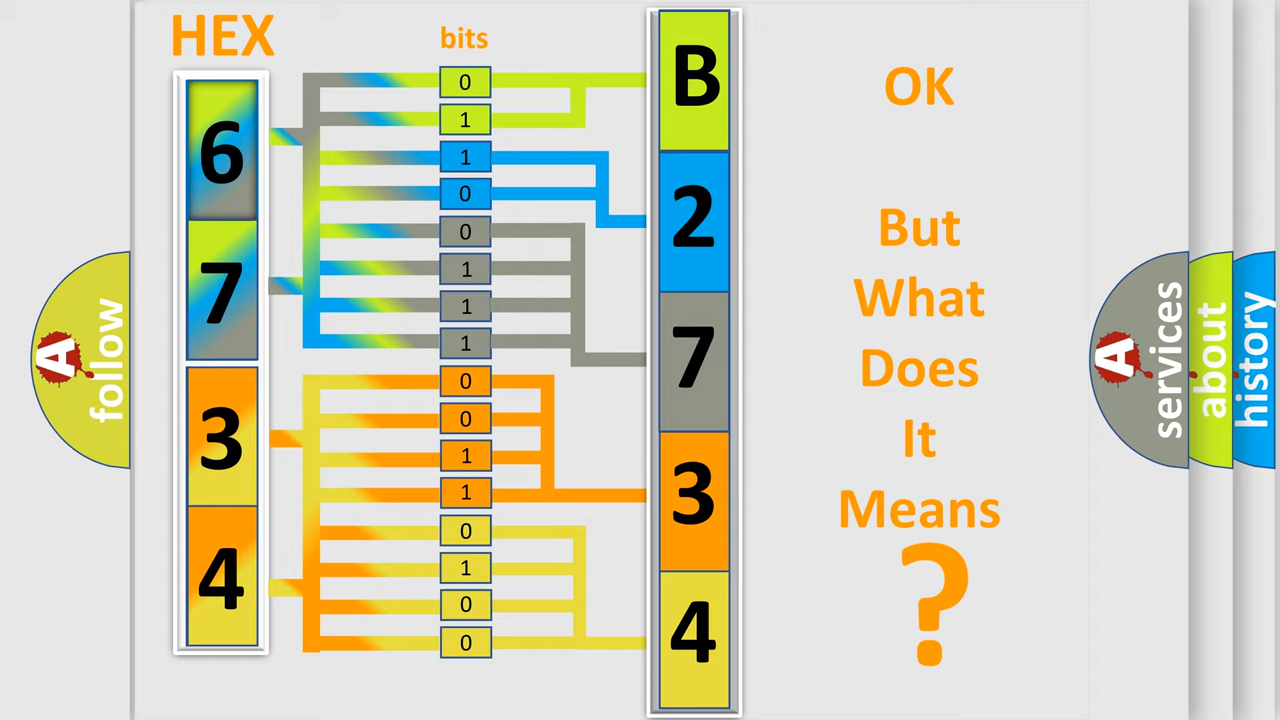 HEX
bits
6
7
3
4
0
1
1
0
0
1
1
1
0
0
1
1
0
1
0
0
B
2
7
3
4
OK
But
What
Does
It
Means
?
A
follow
A
services
about
history